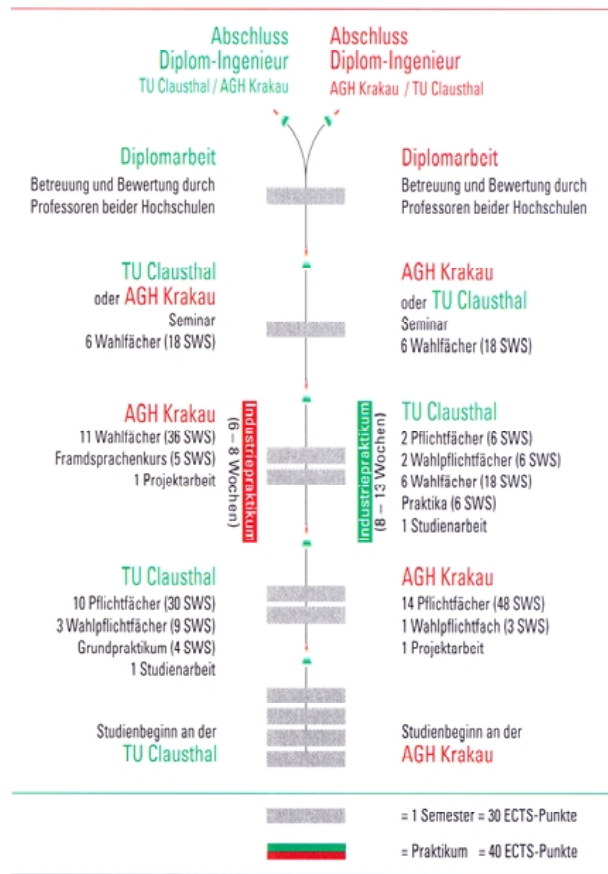 Abschluss
Diplom-Ingenieur
TU Clausthal / AGH Krakau
Abschluss
Diplom-Ingenieur
AGH Krakau / TU Clausthal
Diplomarbeit
Betreuung und Bewertung durch
Professoren beider Hochschulen
Diplomarbeit
Betreuung und Bewertung durch
Professoren beider Hochschulen
TU Clausthal
oder AGH Krakau
Seminar
6 Wahlfächer (18 SWS)
AGH Krakau
oder TU Clausthal
Seminar
6 Wahlfächer (18 SWS)
AGH Krakau
11 Wahlfächer (36 SWS)
Framdsprachenkurs (5 SWS)
1 Projektarbeit
Industriepraktikum
(6 – 8 Wochen)
Industriepraktikum
(8 – 13 Wochen)
TU Clausthal
2 Pflichtfächer (6 SWS)
2 Wahlpflichtfächer (6 SWS)
6 Wahlfächer (18 SWS)
Praktika (6 SWS)
1 Studienarbeit
TU Clausthal
10 Pflichtfächer (30 SWS)
3 Wahlpflichtfächer (9 SWS)
Grundpraktikum (4 SWS)
1 Studienarbeit
AGH Krakau
14 Pflichtfächer (48 SWS)
1 Wahlpflichtfach (3 SWS)
1 Projektarbeit
Studienbeginn an der
TU Clausthal
Studienbeginn an der
AGH Krakau
= 1 Semester = 30 ECTS-Punkte
= Praktikum = 40 ECTS-Punkte